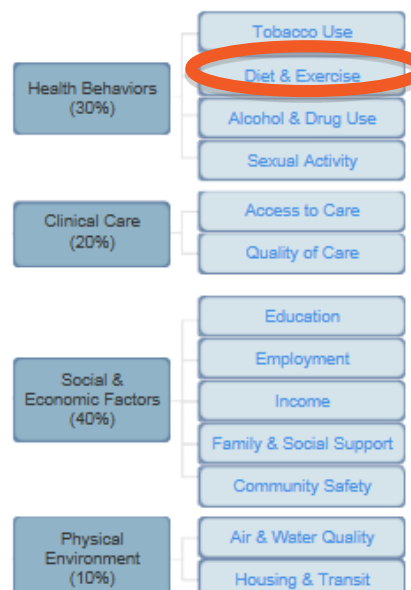 Health Behaviors
(30%)
Tobacco Use
Diet & Exercise
Alcohol & Drug Use
Sexual Activity
Clinical Care
(20%)
Access to Care
Quality of Care
Social &
Economic Factors
(40%)
Education
Employment
Income
Family & Social Support
Community Safety
Physical
Environment
(10%)
Air & Water Quality
Housing & Transit